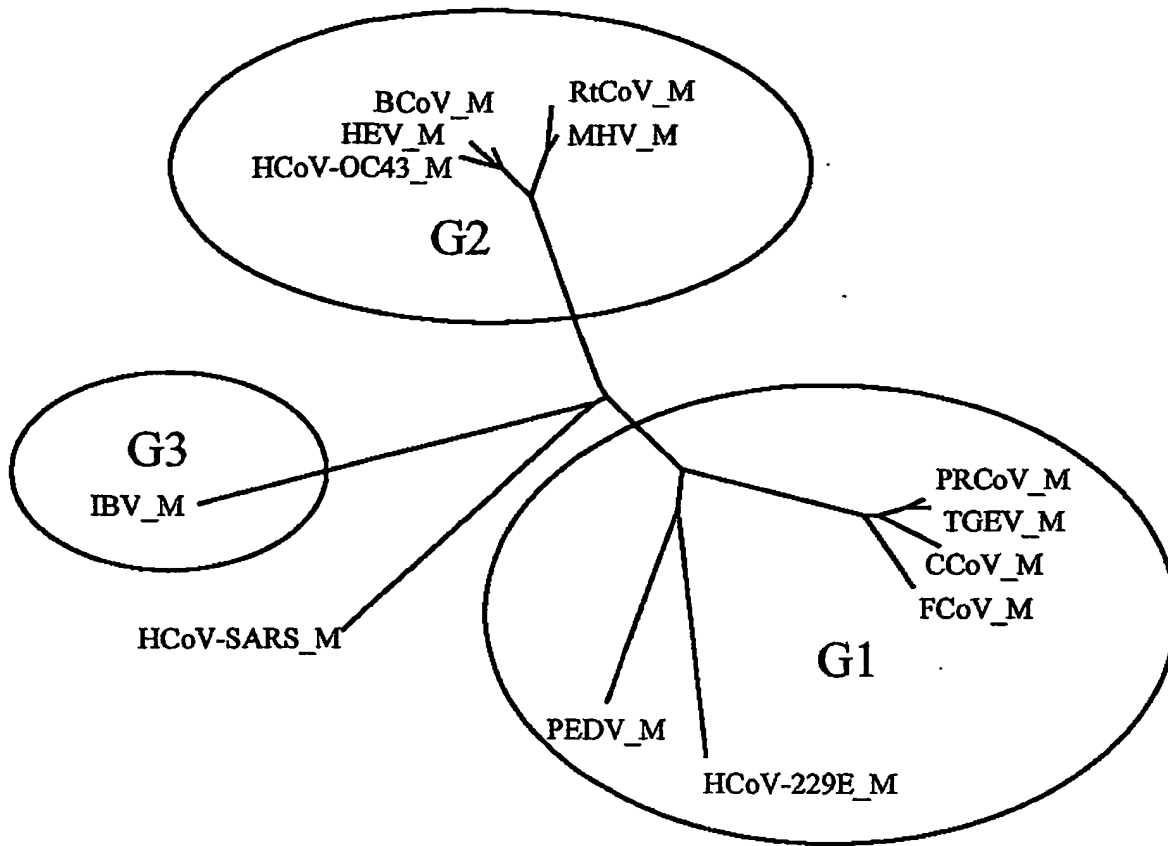 RtCoV_M
BCoV_M
HEV_M
MHV_M
HCoV-OC43_M
G2
G3
IBV_M
PRCoV_M
TGEV_M
CCoV_M
FCoV_M
HCoV-SARS_M
G1
PEDV_M
HCoV-229E_M